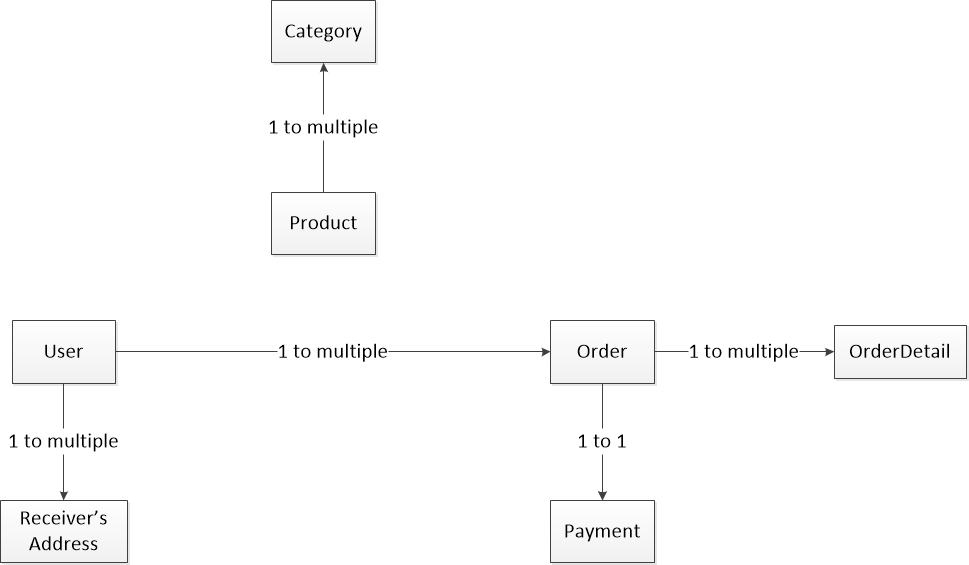 Category
1 to multiple
Product
User
1 to multiple
Order
1 to multiple
OrderDetail
1 to multiple
1 to 1
Receiver’s
Address
Payment